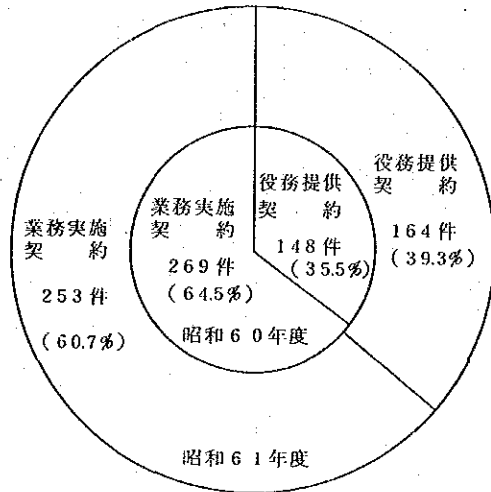 役務提供
契　　約
164件
(39.3%)
役務提供
契　　約
148件
(35.5%)
業務実施
契　　約
269件
(64.5%)
昭和60年度
業務実施
契　　約
253件
(60.7%)
昭和61年度